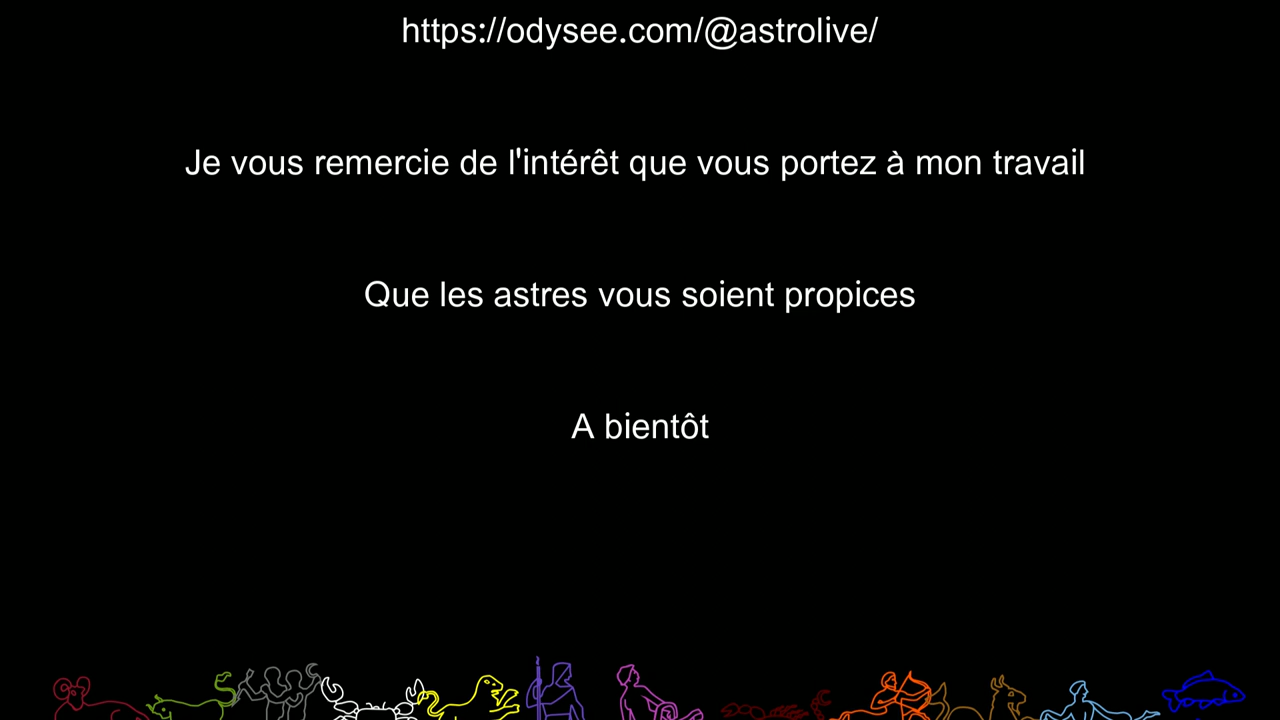 https://odysee.com/@astrolive/
Je vous remercie de l'intérêt que vous portez à mon travail
Que les astres vous soient propices
A bientôt